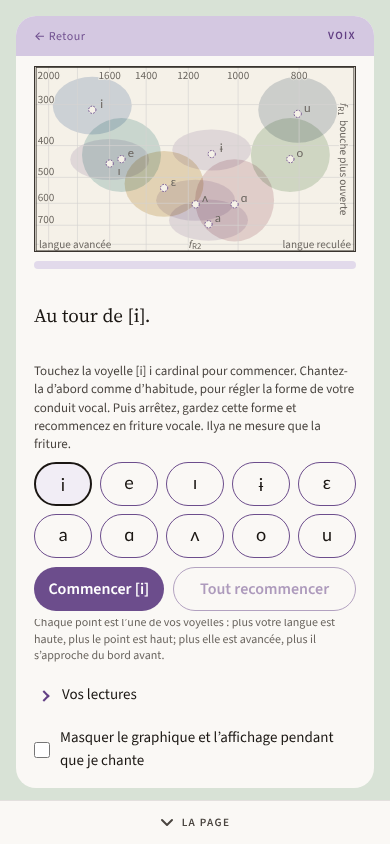 ← Retour
VOIX
2000 1600 1400 1200 1000 800
300
400
500
600
700
i
u
e
ɪ
ɨ
o
ɛ
ʌ
ɑ
a
fR1 bouche plus ouverte
langue avancée
fR2
langue reculée
Au tour de [i].
Touchez la voyelle [i] i cardinal pour commencer. Chantez-
la d’abord comme d’habitude, pour régler la forme de votre
conduit vocal. Puis arrêtez, gardez cette forme et
recommencez en friture vocale. Ilya ne mesure que la
friture.
i e ɪ ɨ ɛ
a ɑ ʌ o u
Commencer [i]
Tout recommencer
Chaque point est l’une de vos voyelles : plus votre langue est
haute, plus le point est haut; plus elle est avancée, plus il
s’approche du bord avant.
Vos lectures
Masquer le graphique et l’affichage pendant
que je chante
LA PAGE